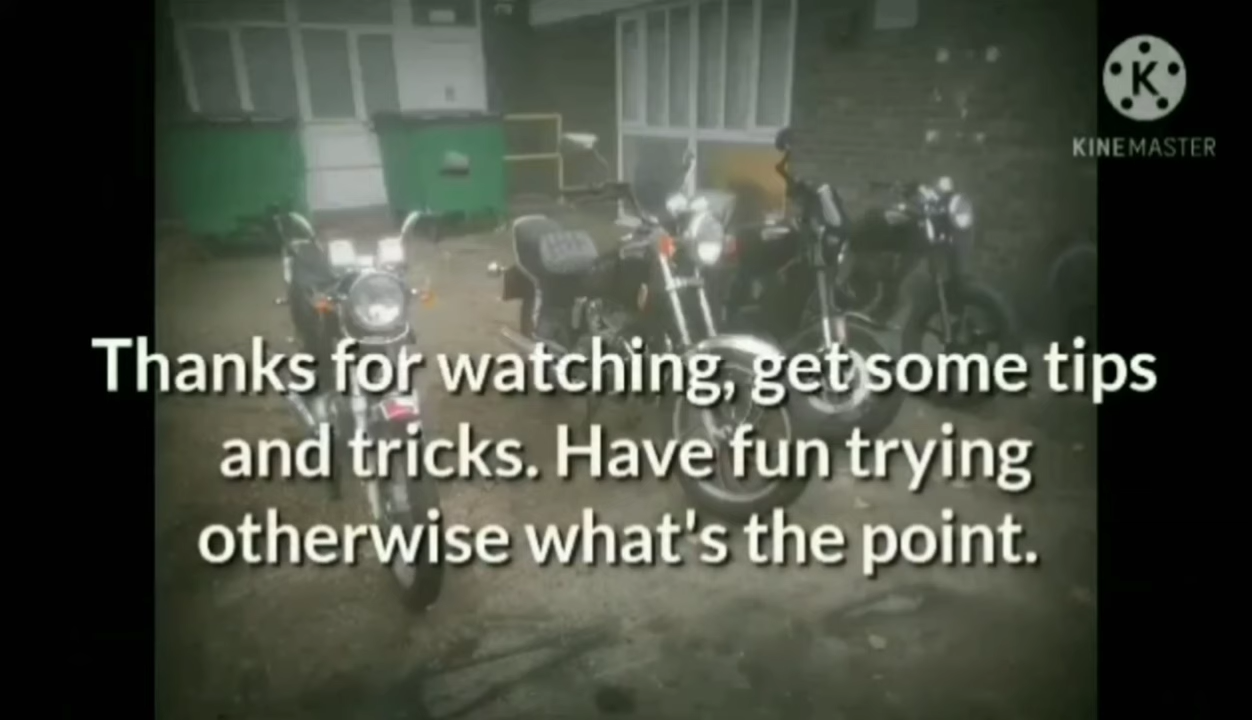 K
KINEMASTER
Thanks for watching, get some tips
and tricks. Have fun trying
otherwise what's the point.